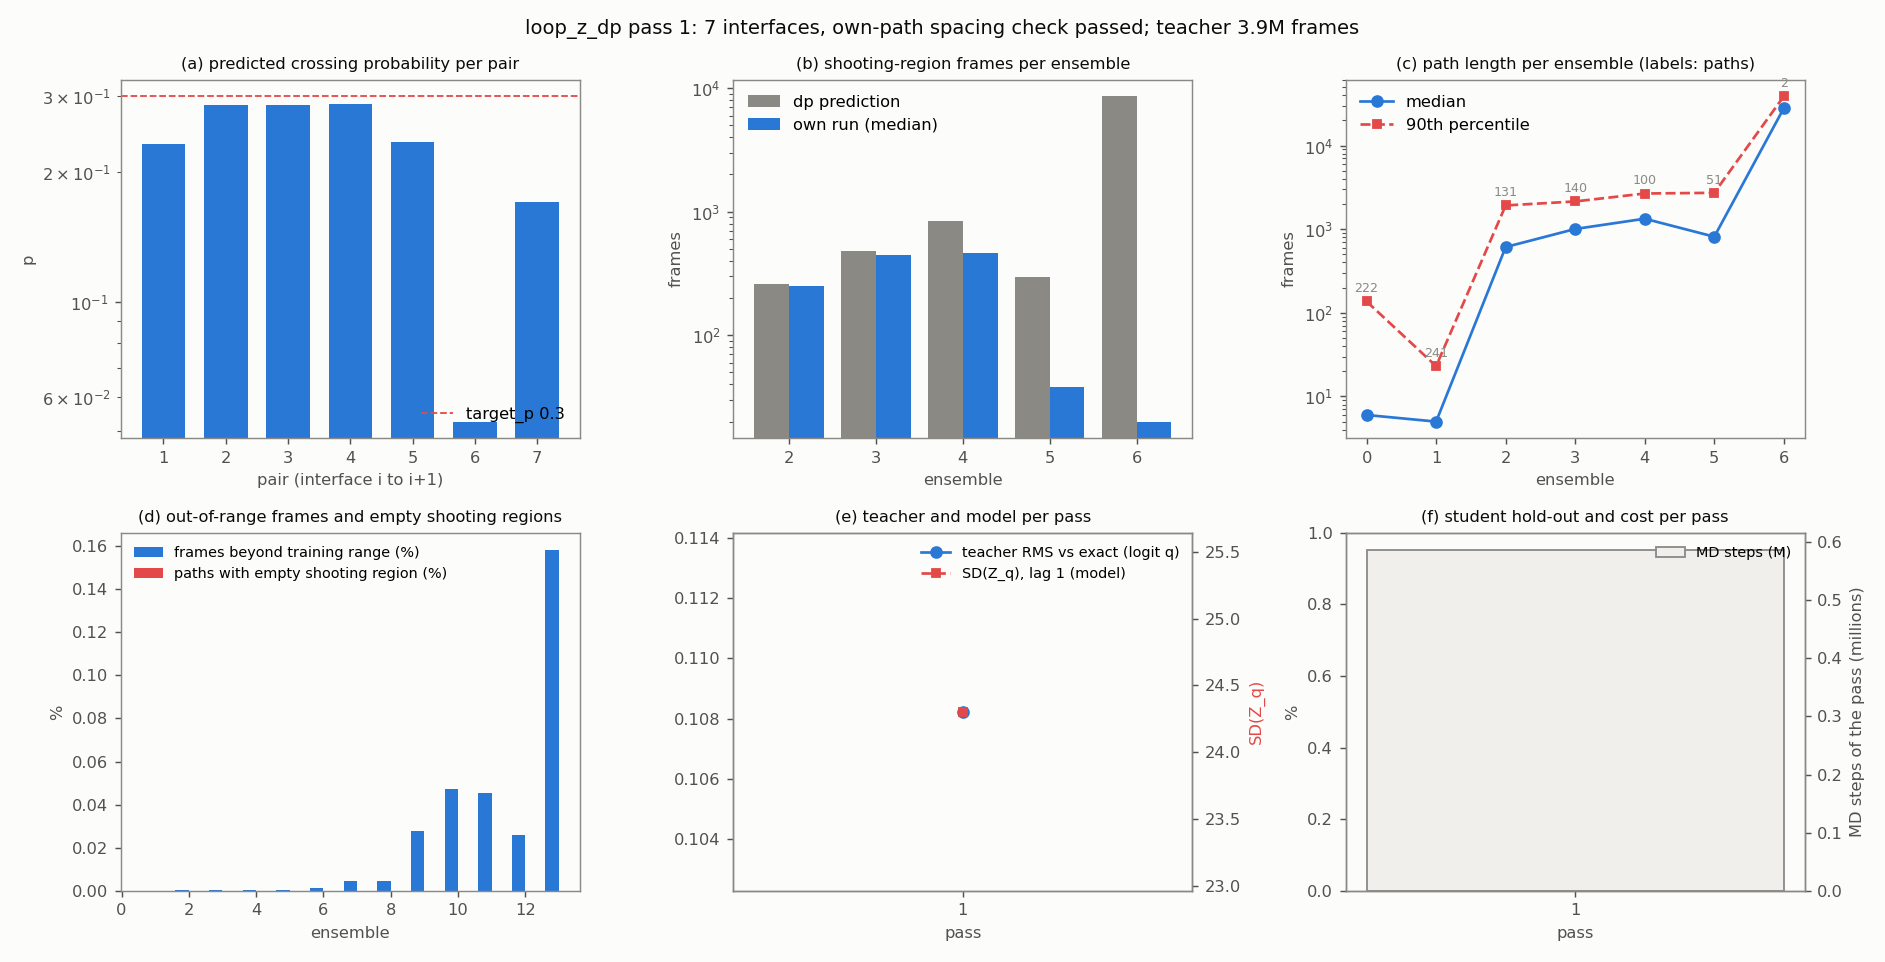 loop_z_dp pass 1: 7 interfaces, own-path spacing check passed; teacher 3.9M frames
(a) predicted crossing probability per pair
3 × 10⁻¹
2 × 10⁻¹
10⁻¹
6 × 10⁻²
p
target_p 0.3
1 2 3 4 5 6 7
pair (interface i to i+1)
(b) shooting-region frames per ensemble
dp prediction
own run (median)
10⁴
10³
10²
frames
2 3 4 5 6
ensemble
(c) path length per ensemble (labels: paths)
median
90th percentile
10⁴
10³
10²
10¹
frames
222
241
131
140
100
51
2
0 1 2 3 4 5 6
ensemble
(d) out-of-range frames and empty shooting regions
frames beyond training range (%)
paths with empty shooting region (%)
0.16
0.14
0.12
0.10
0.08
0.06
0.04
0.02
0.00
%
0 2 4 6 8 10 12
ensemble
(e) teacher and model per pass
teacher RMS vs exact (logit q)
SD(Z_q), lag 1 (model)
0.114
0.112
0.110
0.108
0.106
0.104
25.5
25.0
24.5
24.0
23.5
23.0
SD(Z_q)
1
pass
(f) student hold-out and cost per pass
MD steps (M)
1.0
0.8
0.6
0.4
0.2
0.0
%
0.6
0.5
0.4
0.3
0.2
0.1
0.0
MD steps of the pass (millions)
1
pass